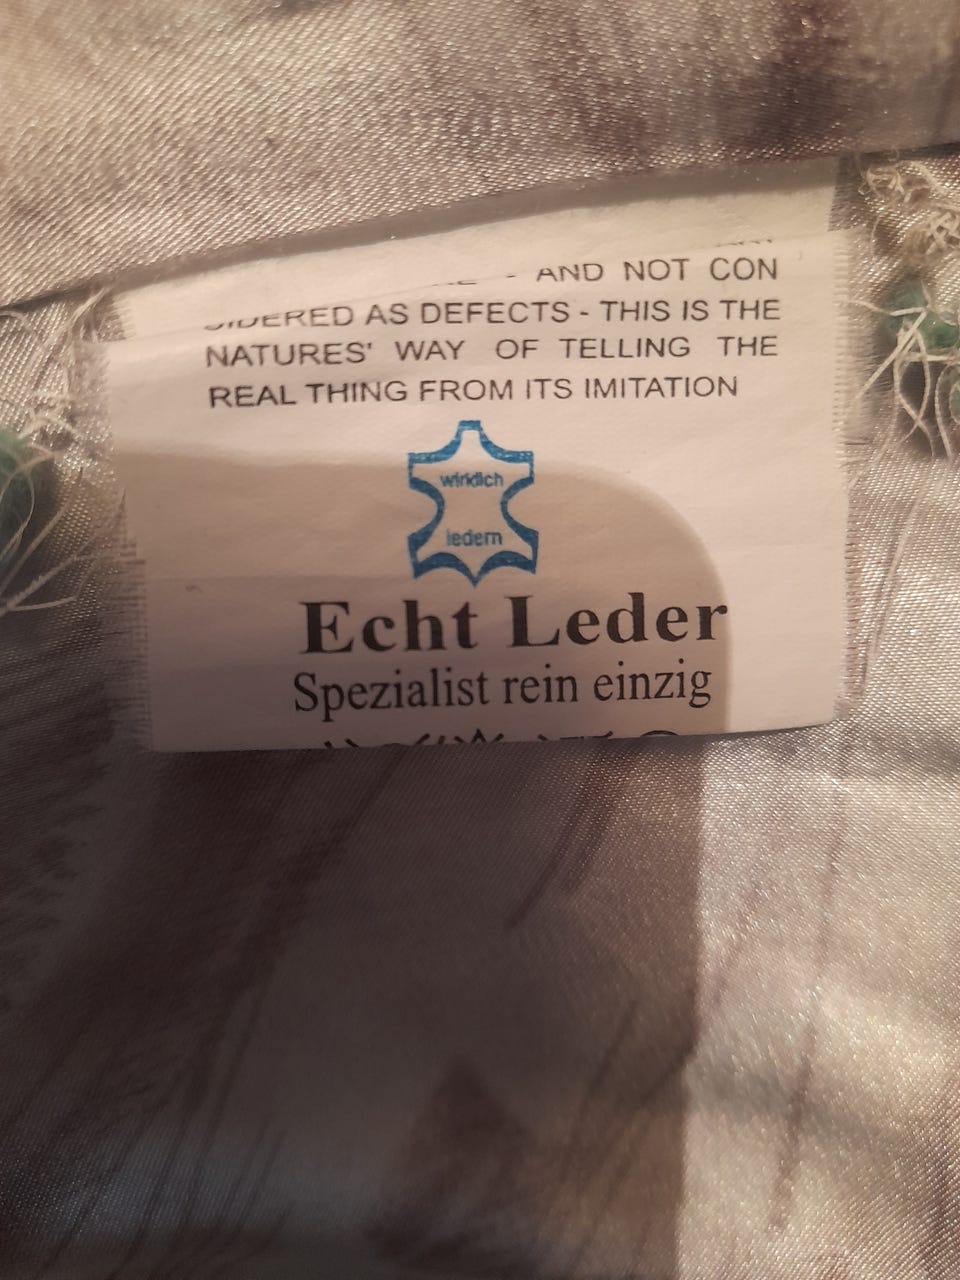 AND NOT CON
SIDERED AS DEFECTS - THIS IS THE
NATURES' WAY OF TELLING THE
REAL THING FROM ITS IMITATION
wirklich
ledern
Echt Leder
Spezialist rein einzig